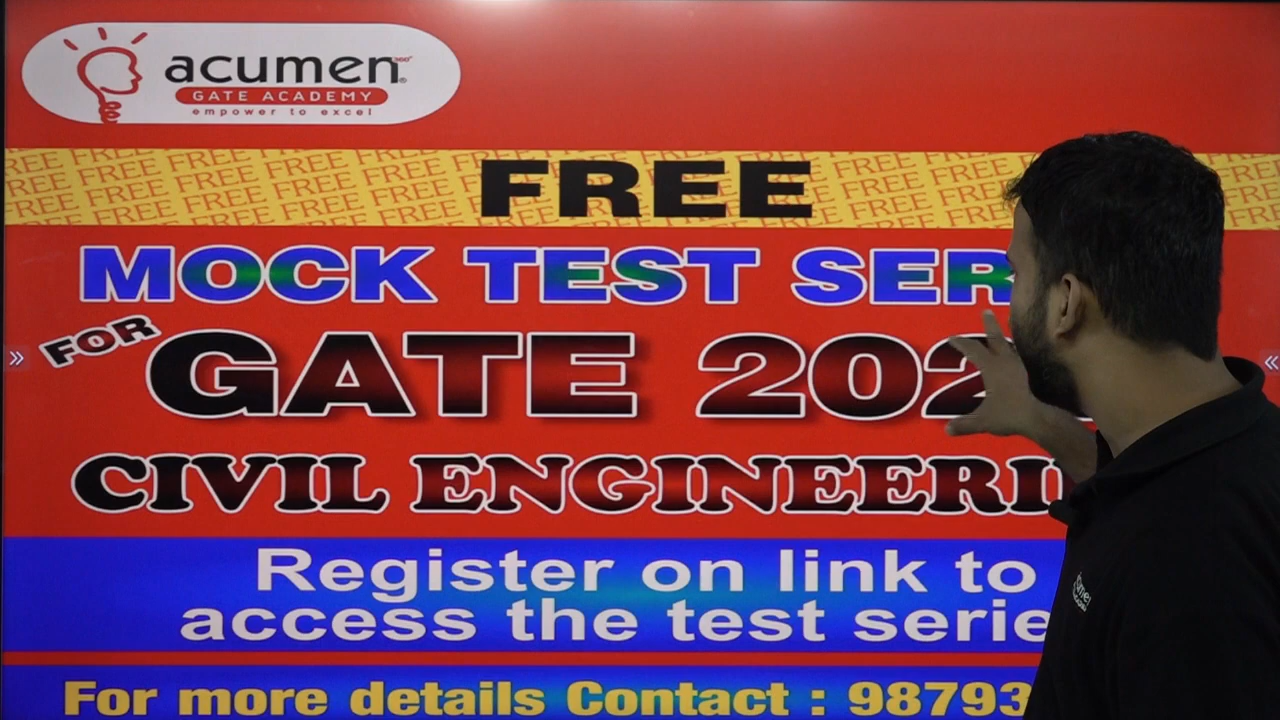 acumen 360°
GATE ACADEMY
empower to excel
FREE
MOCK TEST SER
FOR
GATE 202
CIVIL ENGINEERI
Register on link to
access the test serie
For more details Contact : 98793